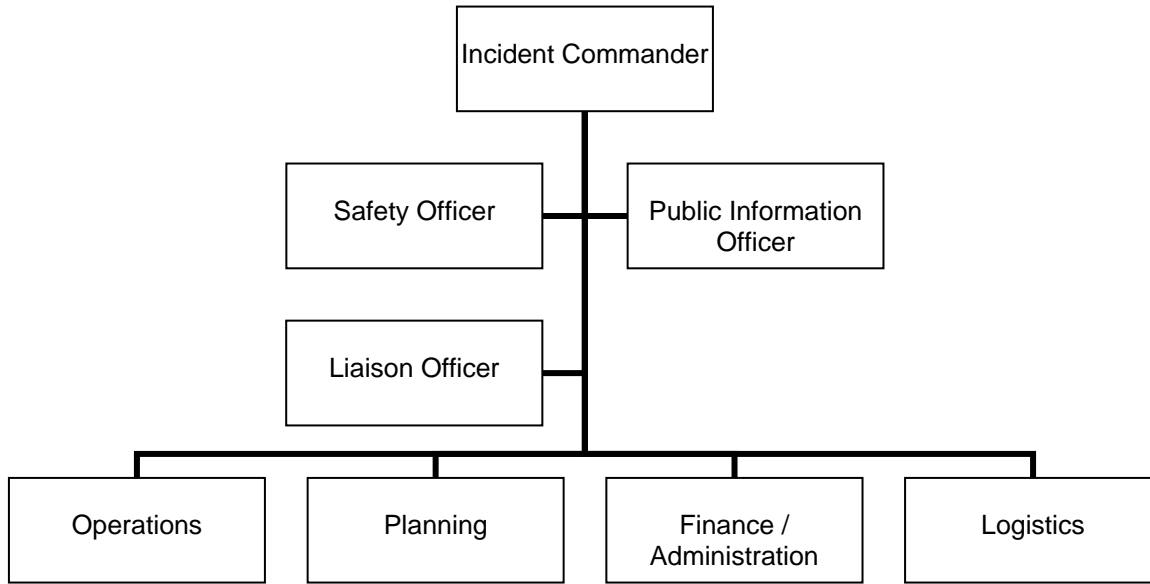 Incident Commander
Safety Officer
Public Information
Officer
Liaison Officer
Operations
Planning
Finance /
Administration
Logistics